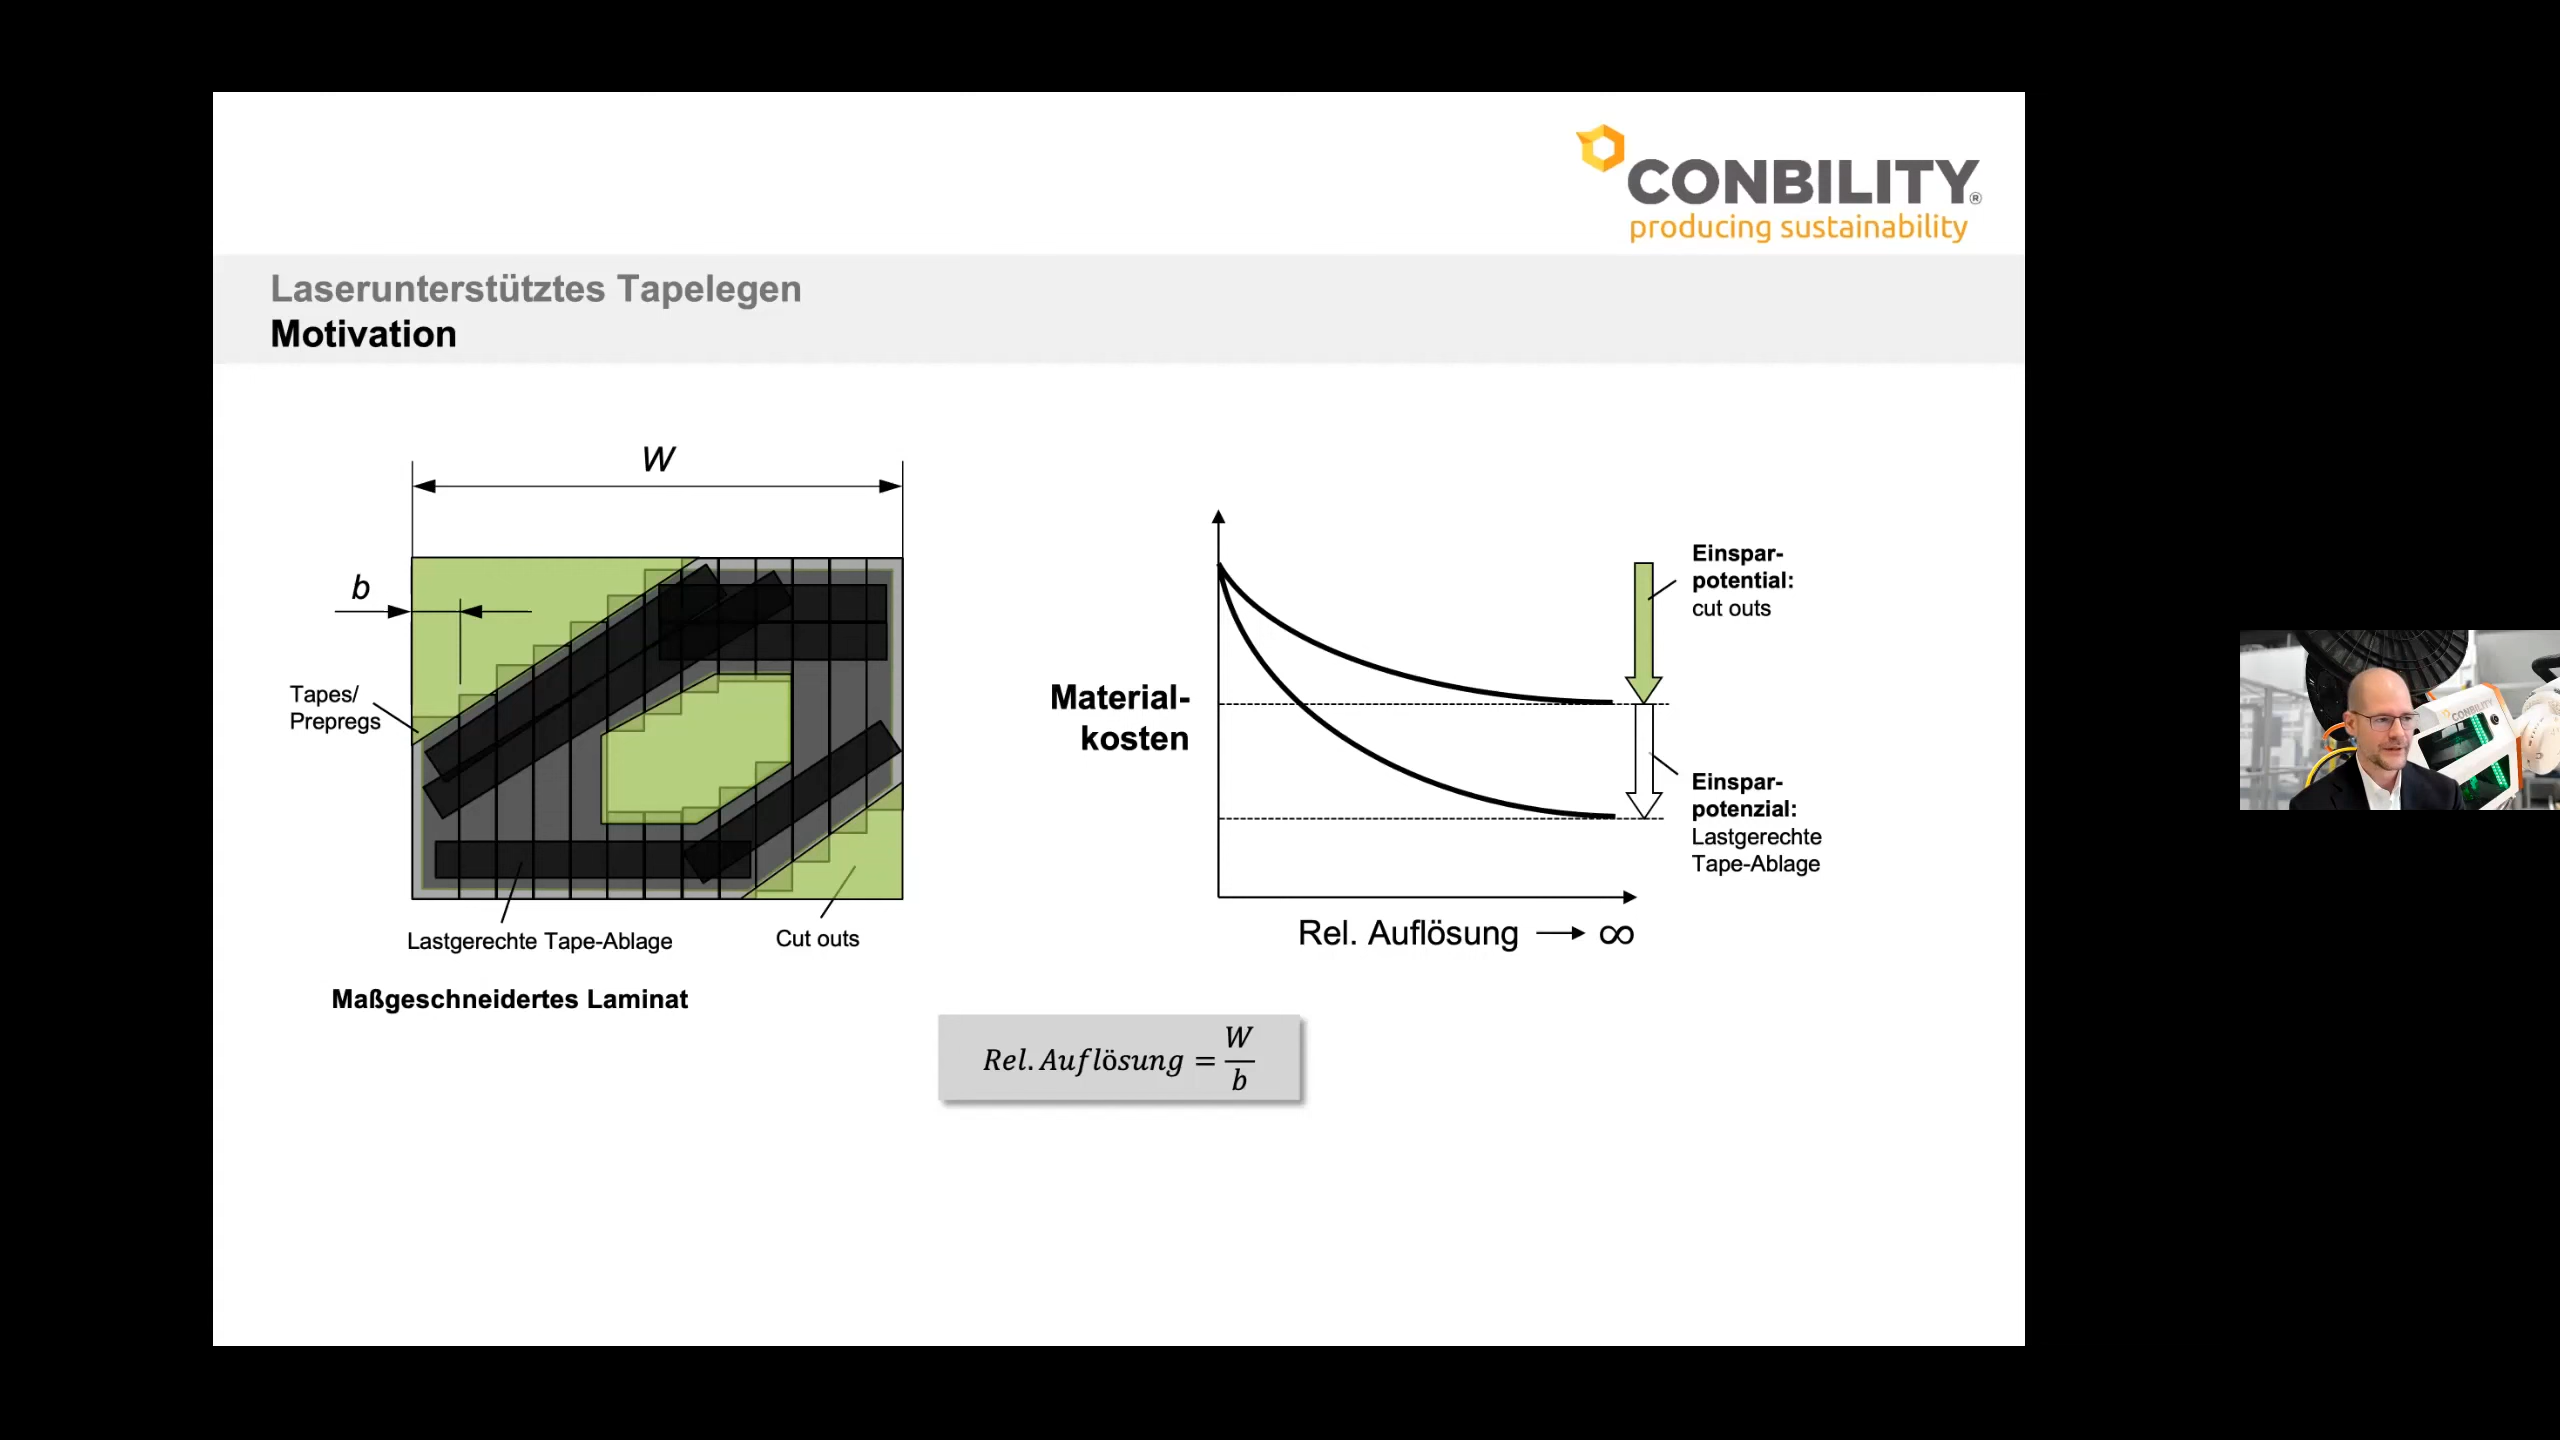 CONBILITY®
producing sustainability
Laserunterstütztes Tapelegen
Motivation
W
b
Tapes/
Prepregs
Lastgerechte Tape-Ablage
Cut outs
Maßgeschneidertes Laminat
Material-
kosten
Rel. Auflösung → ∞
Einspar-
potential:
cut outs
Einspar-
potenzial:
Lastgerechte
Tape-Ablage
Rel. Auflösung = W/b
CONBILITY